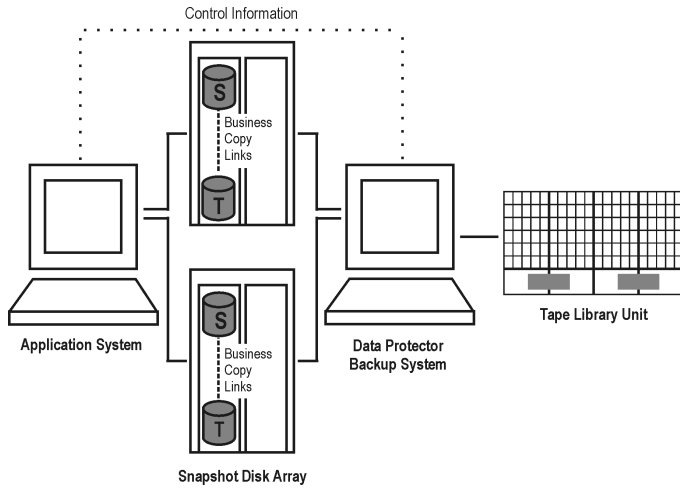 Control Information
S
Business
Copy
Links
T
S
Business
Copy
Links
T
Application System
Data Protector
Backup System
Tape Library Unit
Snapshot Disk Array